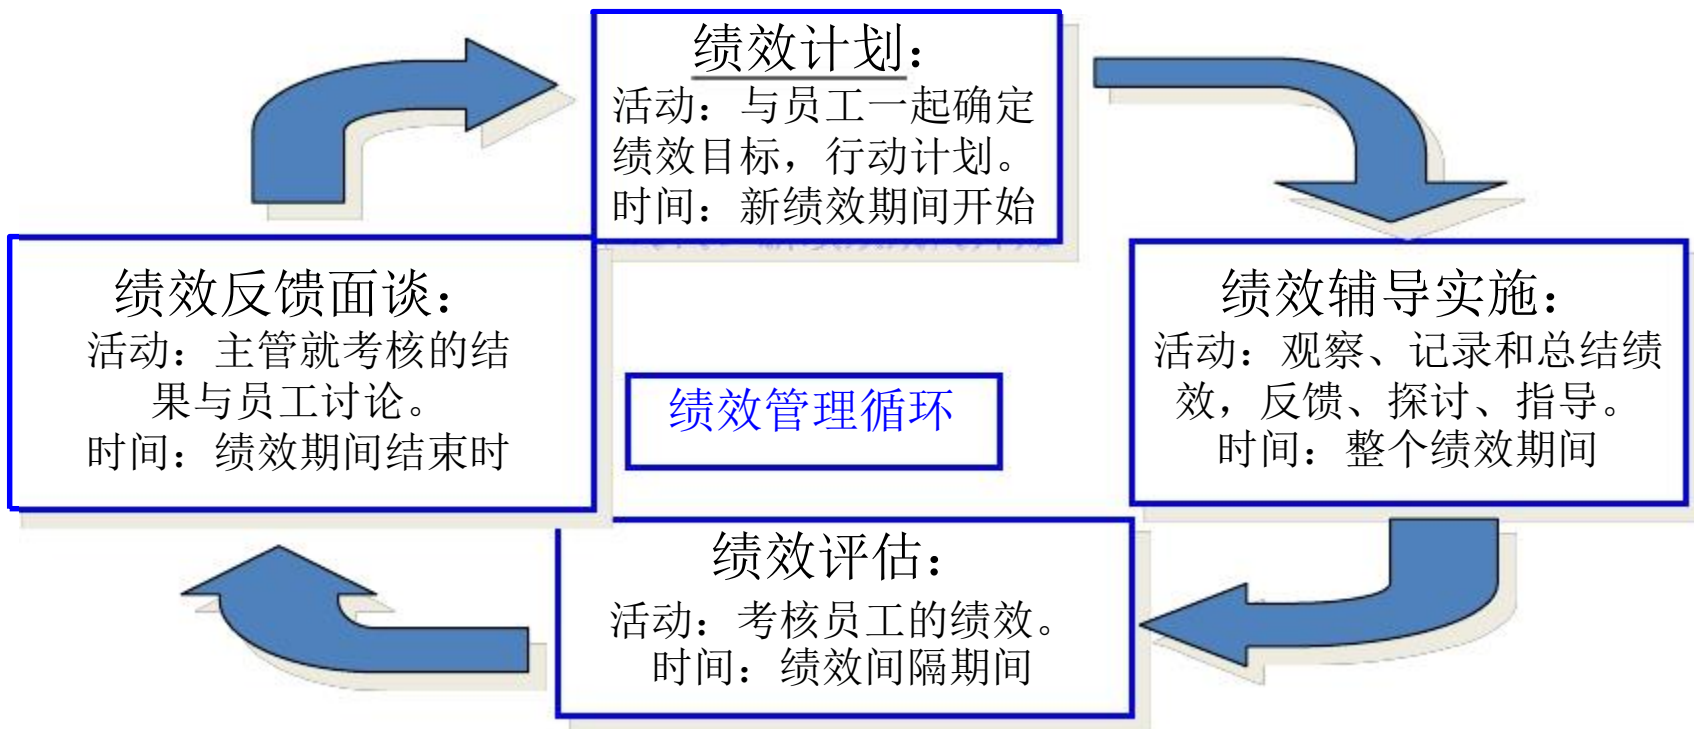 绩效计划：
活动：与员工一起确定
绩效目标，行动计划。
时间：新绩效期间开始
绩效反馈面谈：
活动：主管就考核的结
果与员工讨论。
时间：绩效期间结束时
绩效管理循环
绩效辅导实施：
活动：观察、记录和总结绩
效，反馈、探讨、指导。
时间：整个绩效期间
绩效评估：
活动：考核员工的绩效。
时间：绩效间隔期间